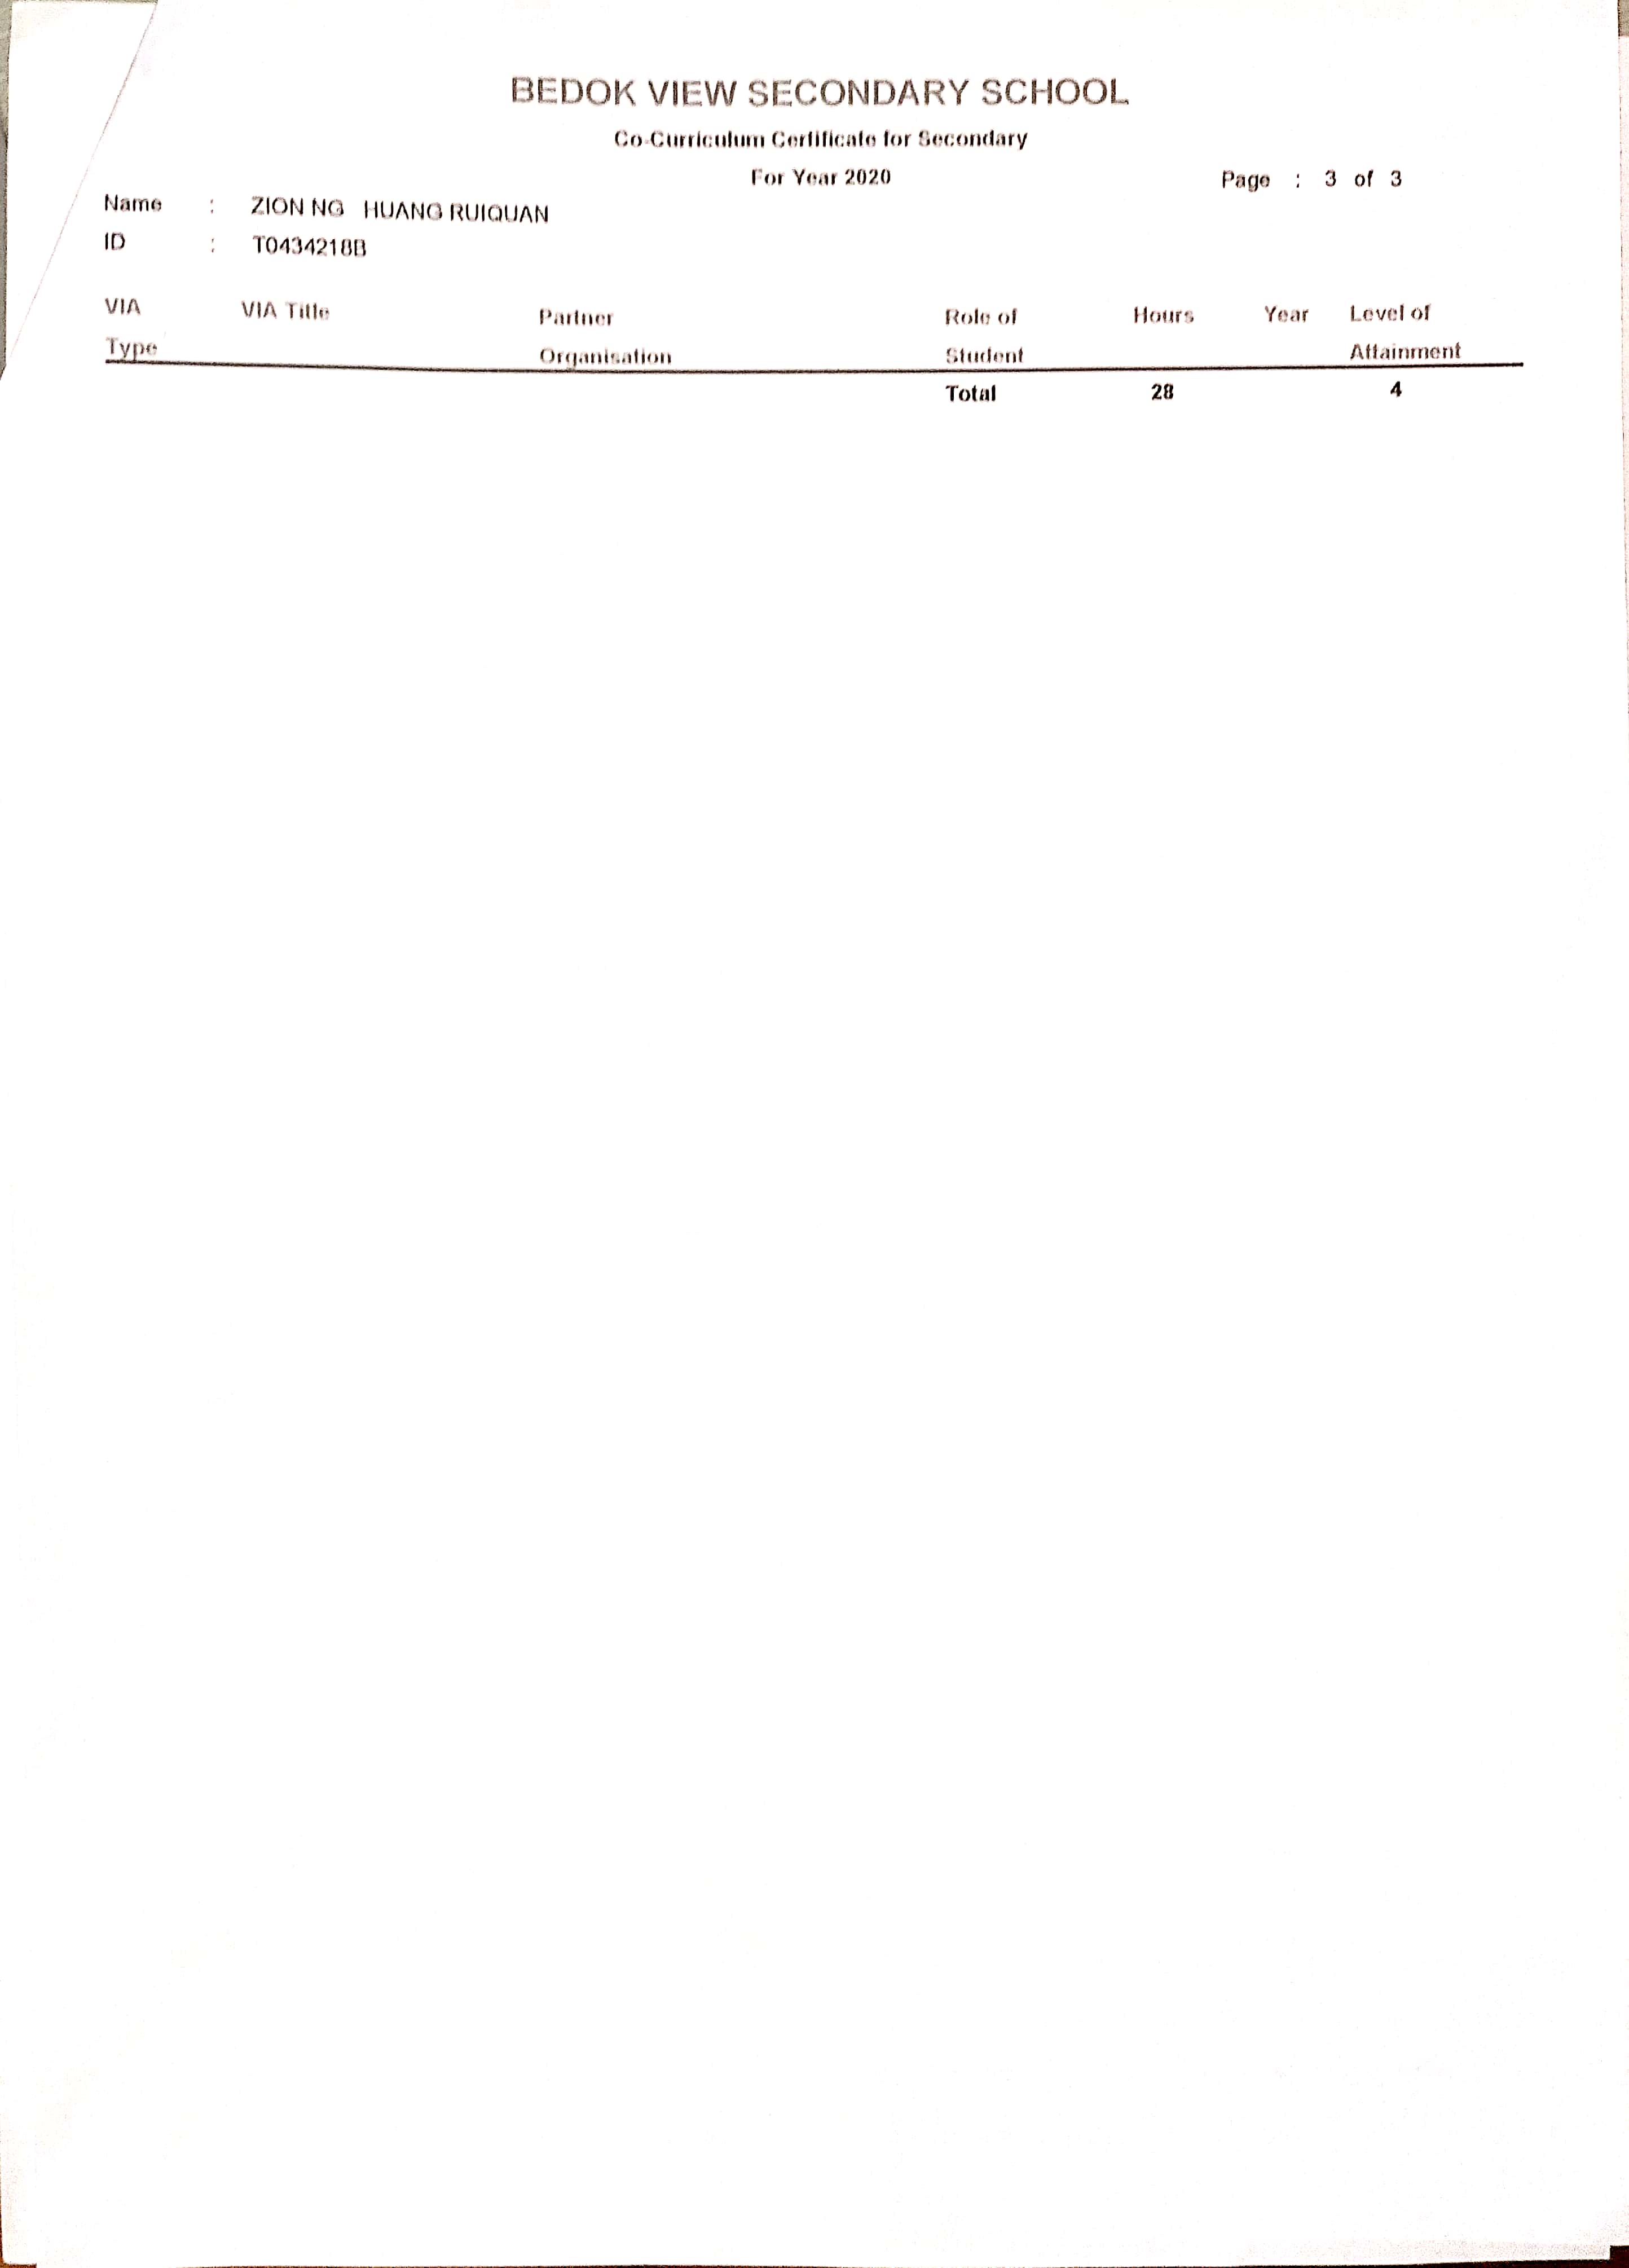 BEDOK VIEW SECONDARY SCHOOL
Co-Curriculum Certificate for Secondary
For Year 2020
Page : 3 of 3
Name : ZION NG HUANG RUIQUAN
ID : T0434218B
VIA VIA Title Partner Role of Hours Year Level of
Type Organisation Student Attainment
Total 28 4